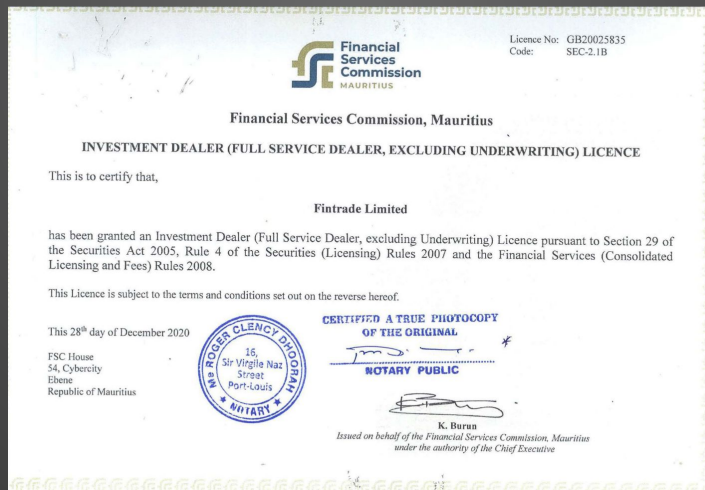 Financial
Services
Commission
MAURITIUS
Licence No: GB20025835
Code: SEC-2.1B
Financial Services Commission, Mauritius
INVESTMENT DEALER (FULL SERVICE DEALER, EXCLUDING UNDERWRITING) LICENCE
This is to certify that,
Fintrade Limited
has been granted an Investment Dealer (Full Service Dealer, excluding Underwriting) Licence pursuant to Section 29 of
the Securities Act 2005, Rule 4 of the Securities (Licensing) Rules 2007 and the Financial Services (Consolidated
Licensing and Fees) Rules 2008.
This Licence is subject to the terms and conditions set out on the reverse hereof.
This 28th day of December 2020
FSC House
54, Cybercity
Ebene
Republic of Mauritius
Me ROGER CLENCY DHOORAH
16,
Sir Virgile Naz
Street
Port-Louis
★ NOTARY ★
CERTIFIED A TRUE PHOTOCOPY
OF THE ORIGINAL
NOTARY PUBLIC
K. Burun
Issued on behalf of the Financial Services Commission, Mauritius
under the authority of the Chief Executive